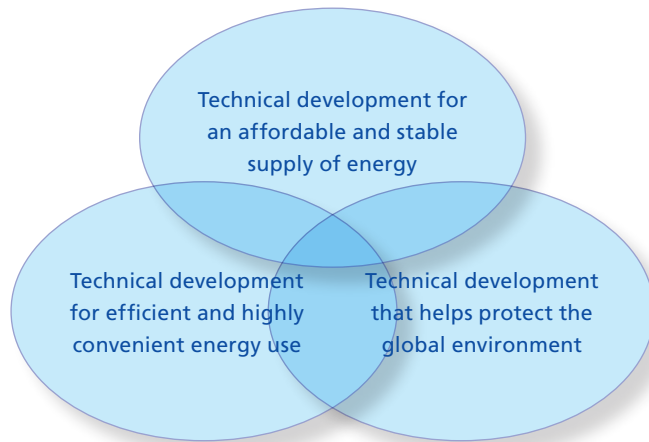 Technical development for
an affordable and stable
supply of energy
Technical development
for efficient and highly
convenient energy use
Technical development
that helps protect the
global environment